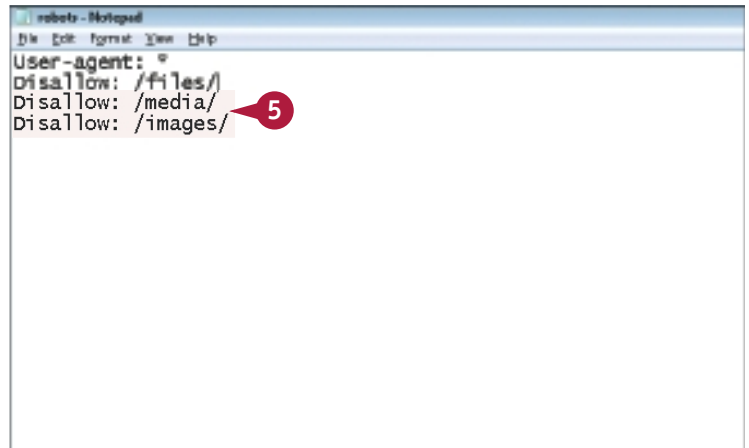 robots - Notepad
File Edit Format View Help
User-agent: *
Disallow: /files/
Disallow: /media/
Disallow: /images/
5